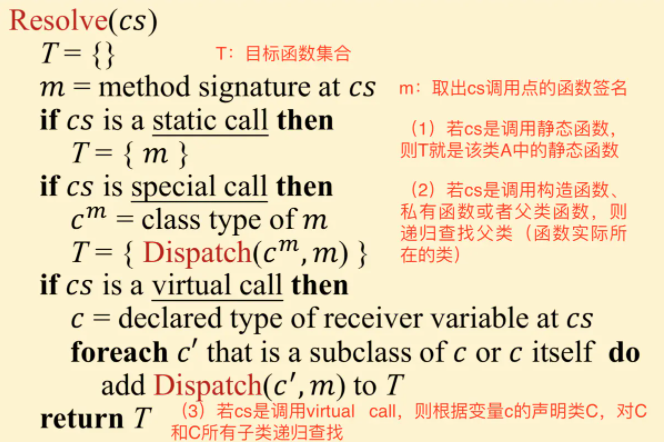 Resolve(cs)
T = {} T：目标函数集合
m = method signature at cs m：取出cs调用点的函数签名
if cs is a static call then
T = { m }
（1）若cs是调用静态函数，
则T就是该类A中的静态函数
if cs is special call then
cᵐ = class type of m
T = { Dispatch(cᵐ, m) }
（2）若cs是调用构造函数、
私有函数或者父类函数，则
递归查找父类（函数实际所
在的类）
if cs is a virtual call then
c = declared type of receiver variable at cs
foreach c′ that is a subclass of c or c itself do
add Dispatch(c′, m) to T
return T
（3）若cs是调用virtual call，则根据变量c的声明类C，对C
和C所有子类递归查找